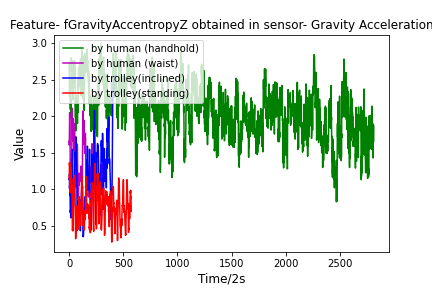 Feature- fGravityAccentropyZ obtained in sensor- Gravity Acceleration
3.0
2.5
2.0
1.5
1.0
0.5
Value
by human (handhold)
by human (waist)
by trolley(inclined)
by trolley(standing)
0
500
1000
1500
2000
2500
Time/2s